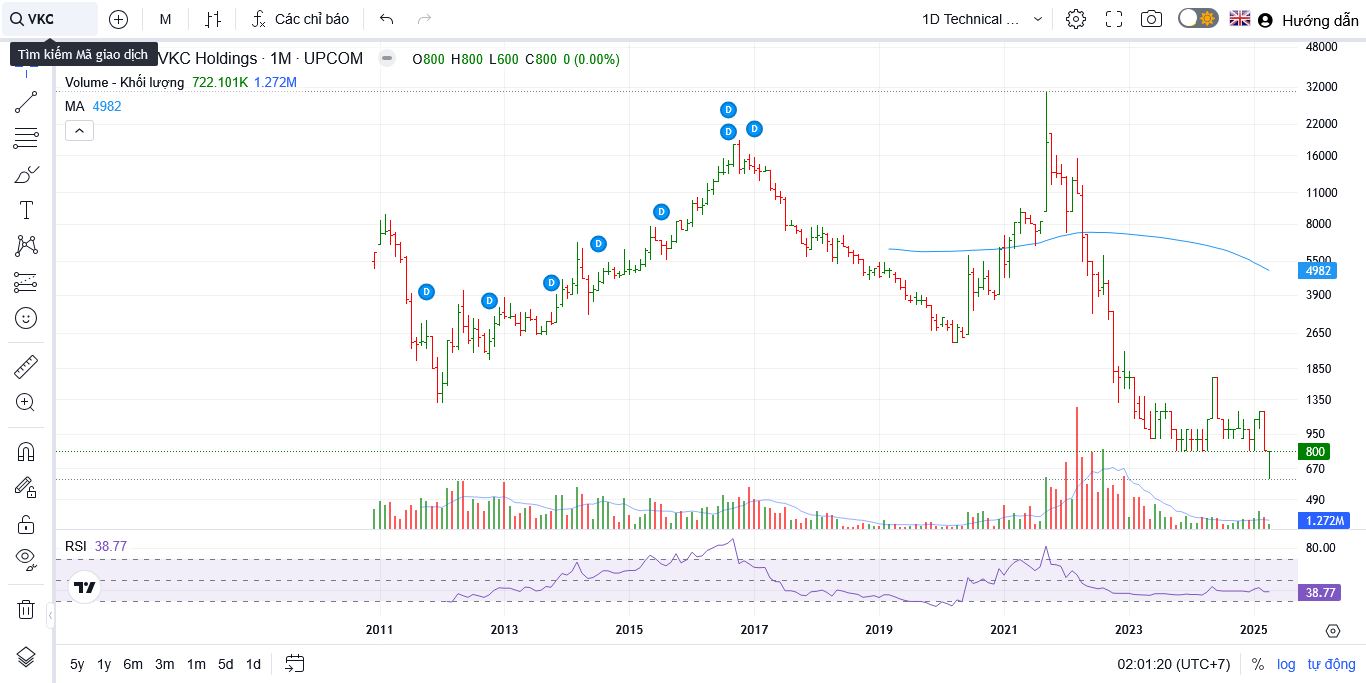 VKC M Các chỉ báo 1D Technical ... Hướng dẫn
Tìm kiếm Mã giao dịch
VKC Holdings · 1M · UPCOM O800 H800 L600 C800 0 (0.00%)
Volume - Khối lượng 722.101K 1.272M
MA 4982
48000
32000
22000
16000
11000
8000
5500
4982
3900
2650
1850
1350
950
800
670
490
1.272M
D
D
D
D
D
D
D
D
D
RSI 38.77
80.00
38.77
2011 2013 2015 2017 2019 2021 2023 2025
5y 1y 6m 3m 1m 5d 1d 02:01:20 (UTC+7) % log tự động